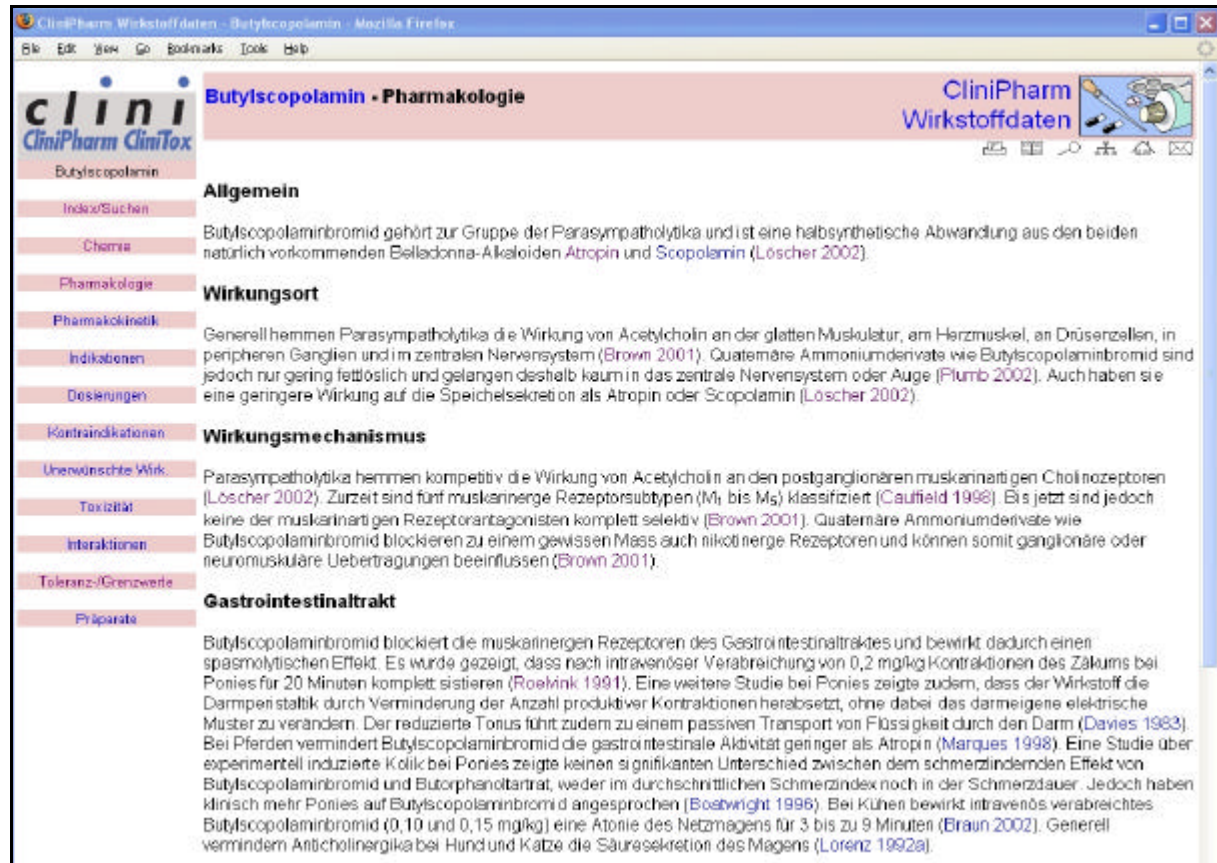 CliniPharm Wirkstoffdaten - Butylscopolamin - Mozilla Firefox
File Edit View Go Bookmarks Tools Help
clini
CliniPharm CliniTox
Butylscopolamin - Pharmakologie
CliniPharm
Wirkstoffdaten
Butylscopolamin
Index/Suchen
Chemie
Pharmakologie
Pharmakokinetik
Indikationen
Dosierungen
Kontraindikationen
Unerwünschte Wirk.
Toxizität
Interaktionen
Toleranz-/Grenzwerte
Präparate
Allgemein
Butylscopolaminbromid gehört zur Gruppe der Parasympatholytika und ist eine halbsynthetische Abwandlung aus den beiden
natürlich vorkommenden Belladonna-Alkaloiden Atropin und Scopolamin (Löscher 2002).
Wirkungsort
Generell hemmen Parasympatholytika die Wirkung von Acetylcholin an der glatten Muskulatur, am Herzmuskel, an Drüsenzellen, in
peripheren Ganglien und im zentralen Nervensystem (Brown 2001). Quaternäre Ammoniumderivate wie Butylscopolaminbromid sind
jedoch nur gering fettlöslich und gelangen deshalb kaum in das zentrale Nervensystem oder Auge (Plumb 2002). Auch haben sie
eine geringere Wirkung auf die Speichelsekretion als Atropin oder Scopolamin (Löscher 2002).
Wirkungsmechanismus
Parasympatholytika hemmen kompetitiv die Wirkung von Acetylcholin an den postganglionären muskarinartigen Cholinozeptoren
(Löscher 2002). Zurzeit sind fünf muskarinerge Rezeptorsubtypen (M1 bis M5) klassifiziert (Caulfield 1998). Bis jetzt sind jedoch
keine der muskarinartigen Rezeptorantagonisten komplett selektiv (Brown 2001). Quaternäre Ammoniumderivate wie
Butylscopolaminbromid blockieren zu einem gewissen Mass auch nikotinerge Rezeptoren und können somit ganglionäre oder
neuromuskuläre Uebertragungen beeinflussen (Brown 2001).
Gastrointestinaltrakt
Butylscopolaminbromid blockiert die muskarinergen Rezeptoren des Gastrointestinaltraktes und bewirkt dadurch einen
spasmolytischen Effekt. Es wurde gezeigt, dass nach intravenöser Verabreichung von 0,2 mg/kg Kontraktionen des Zäkums bei
Ponies für 20 Minuten komplett sistieren (Roelvink 1991). Eine weitere Studie bei Ponies zeigte zudem, dass der Wirkstoff die
Darmperistaltik durch Verminderung der Anzahl produktiver Kontraktionen herabsetzt, ohne dabei das darmeigene elektrische
Muster zu verändern. Der reduzierte Tonus führt zudem zu einem passiven Transport von Flüssigkeit durch den Darm (Davies 1983).
Bei Pferden vermindert Butylscopolaminbromid die gastrointestinale Aktivität geringer als Atropin (Marques 1998). Eine Studie über
experimentell induzierte Kolik bei Ponies zeigte keinen signifikanten Unterschied zwischen dem schmerzlindernden Effekt von
Butylscopolaminbromid und Butorphanoltartrat, weder im durchschnittlichen Schmerzindex noch in der Schmerzdauer. Jedoch haben
klinisch mehr Ponies auf Butylscopolaminbromid angesprochen (Boatwright 1996). Bei Kühen bewirkt intravenös verabreichtes
Butylscopolaminbromid (0,10 und 0,15 mg/kg) eine Atonie des Netzmagens für 3 bis zu 9 Minuten (Braun 2002). Generell
vermindern Anticholinergika bei Hund und Katze die Säuresekretion des Magens (Lorenz 1992a).